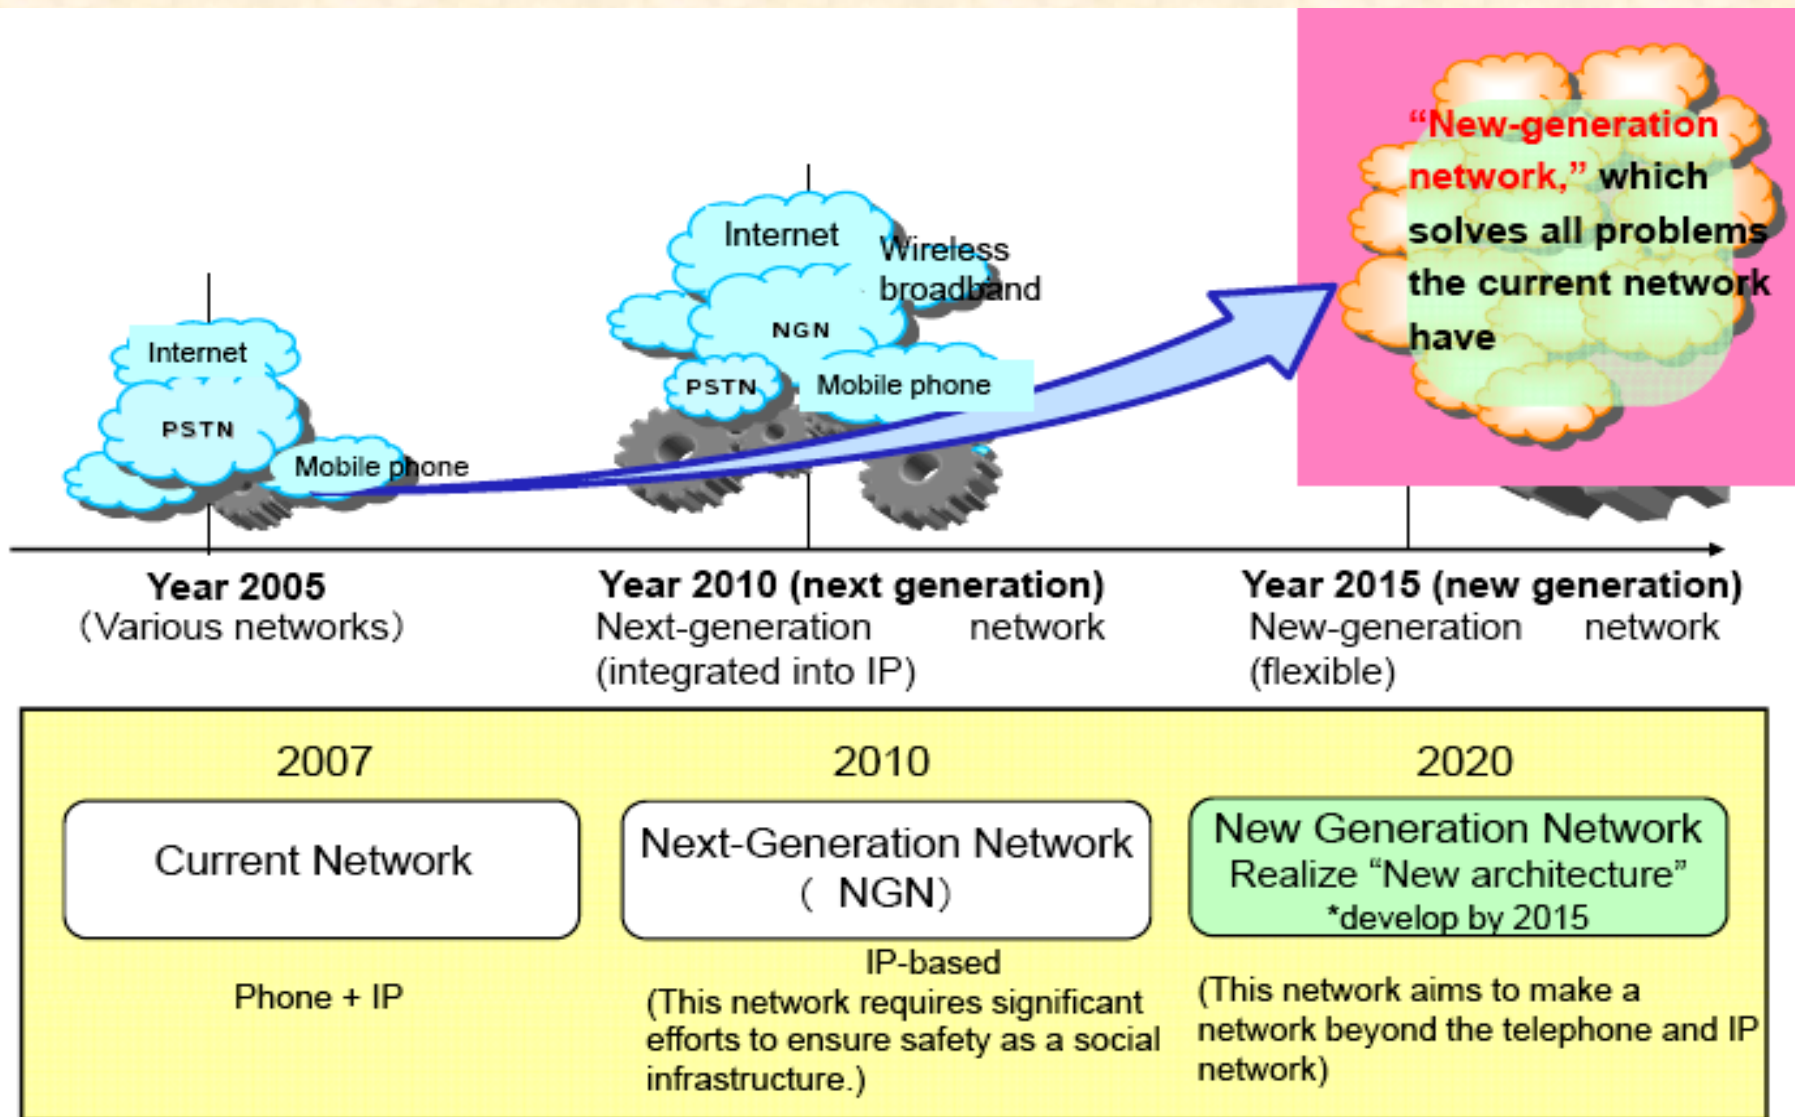 “New-generation
network,” which
solves all problems
the current network
have
Internet
Wireless
broadband
NGN
PSTN
Mobile phone
Internet
PSTN
Mobile phone
Year 2005
（Various networks）
Year 2010 (next generation)
Next-generation network
(integrated into IP)
Year 2015 (new generation)
New-generation network
(flexible)
2007
Current Network
Phone + IP
2010
Next-Generation Network
（ NGN）
IP-based
(This network requires significant
efforts to ensure safety as a social
infrastructure.)
2020
New Generation Network
Realize “New architecture”
*develop by 2015
(This network aims to make a
network beyond the telephone and IP
network)